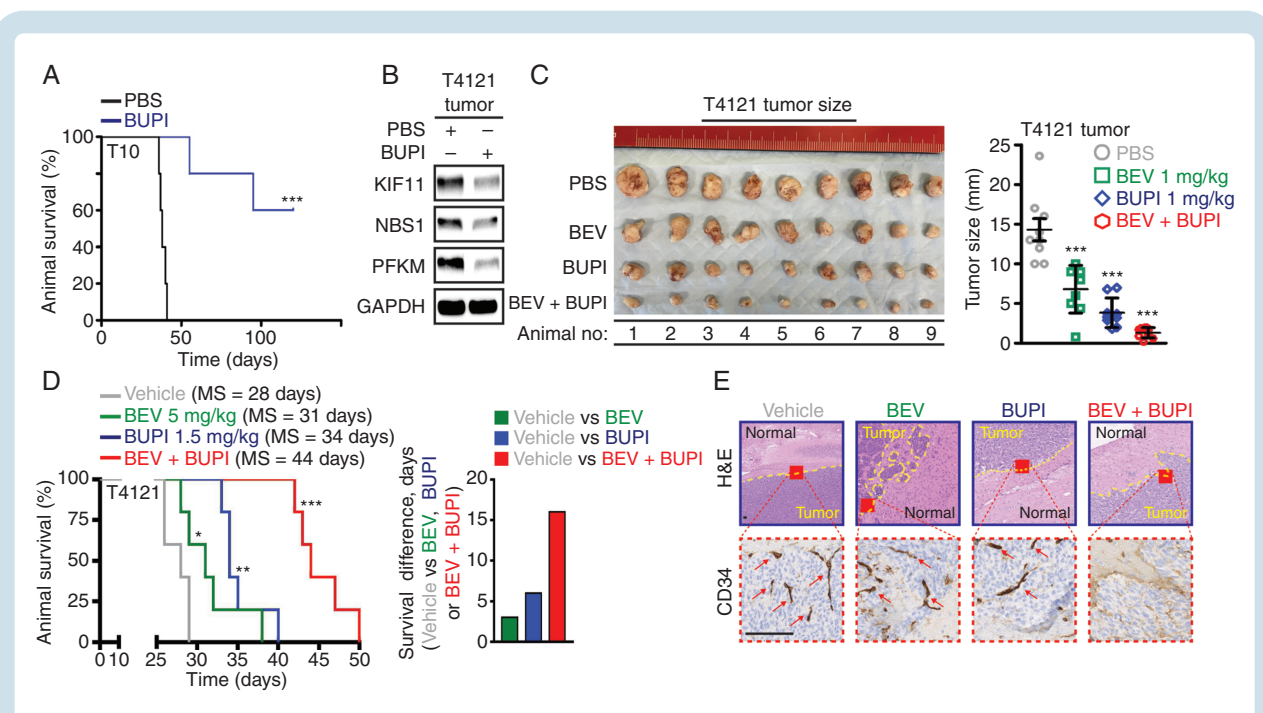 A
PBS
BUPI
T10
***
Animal survival (%)
100
60
40
20
0
0
50
100
Time (days)
B
T4121
tumor
PBS + –
BUPI – +
KIF11
NBS1
PFKM
GAPDH
C
T4121 tumor size
PBS
BEV
BUPI
BEV + BUPI
Animal no: 1 2 3 4 5 6 7 8 9
T4121 tumor
PBS
BEV 1 mg/kg
BUPI 1 mg/kg
BEV + BUPI
Tumor size (mm)
25
20
15
10
5
0
***
***
***
D
Vehicle (MS = 28 days)
BEV 5 mg/kg (MS = 31 days)
BUPI 1.5 mg/kg (MS = 34 days)
BEV + BUPI (MS = 44 days)
T4121
Animal survival (%)
100
75
50
25
0
*
**
***
0 10 25 30 35 40 45 50
Time (days)
Vehicle vs BEV
Vehicle vs BUPI
Vehicle vs BEV + BUPI
Survival difference, days
(Vehicle vs BEV, BUPI
or BEV + BUPI)
20
15
10
5
0
E
Vehicle BEV BUPI BEV + BUPI
H&E
Normal
Tumor
Tumor
Normal
Tumor
Normal
Normal
Tumor
CD34